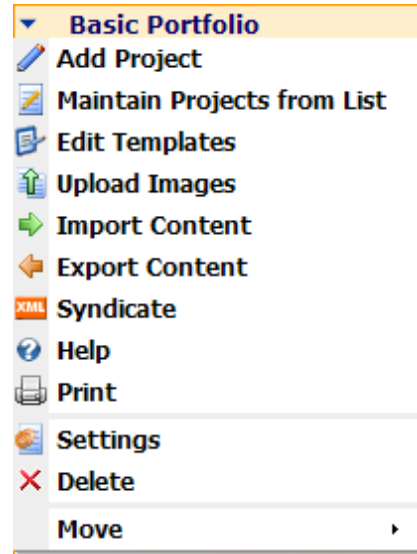 Basic Portfolio
Add Project
Maintain Projects from List
Edit Templates
Upload Images
Import Content
Export Content
XML Syndicate
Help
Print
Settings
Delete
Move